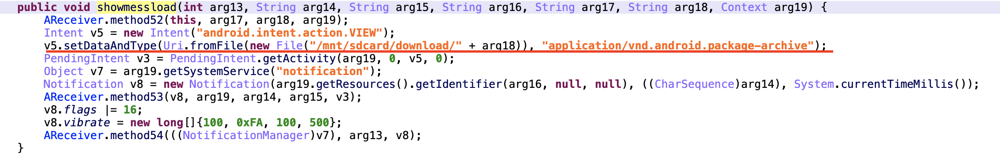 public void showmessload(int arg13, String arg14, String arg15, String arg16, String arg17, String arg18, Context arg19) {
    AReceiver.method52(this, arg17, arg18, arg19);
    Intent v5 = new Intent("android.intent.action.VIEW");
    v5.setDataAndType(Uri.fromFile(new File("/mnt/sdcard/download/" + arg18)), "application/vnd.android.package-archive");
    PendingIntent v3 = PendingIntent.getActivity(arg19, 0, v5, 0);
    Object v7 = arg19.getSystemService("notification");
    Notification v8 = new Notification(arg19.getResources().getIdentifier(arg16, null, null), ((CharSequence)arg14), System.currentTimeMillis());
    AReceiver.method53(v8, arg19, arg14, arg15, v3);
    v8.flags |= 16;
    v8.vibrate = new long[]{100, 0xFA, 100, 500};
    AReceiver.method54(((NotificationManager)v7), arg13, v8);
}